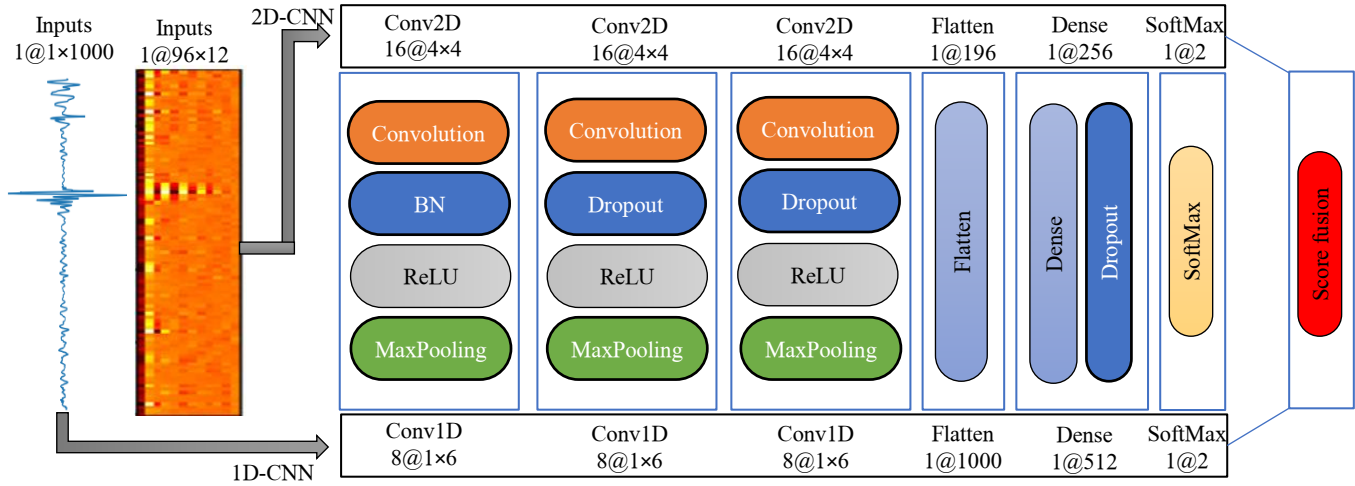 Inputs
1@1×1000
Inputs
1@96×12
2D-CNN
Conv2D
16@4×4
Conv2D
16@4×4
Conv2D
16@4×4
Flatten
1@196
Dense
1@256
SoftMax
1@2
Convolution
BN
ReLU
MaxPooling
Convolution
Dropout
ReLU
MaxPooling
Convolution
Dropout
ReLU
MaxPooling
Flatten
Dense
Dropout
SoftMax
Score fusion
1D-CNN
Conv1D
8@1×6
Conv1D
8@1×6
Conv1D
8@1×6
Flatten
1@1000
Dense
1@512
SoftMax
1@2